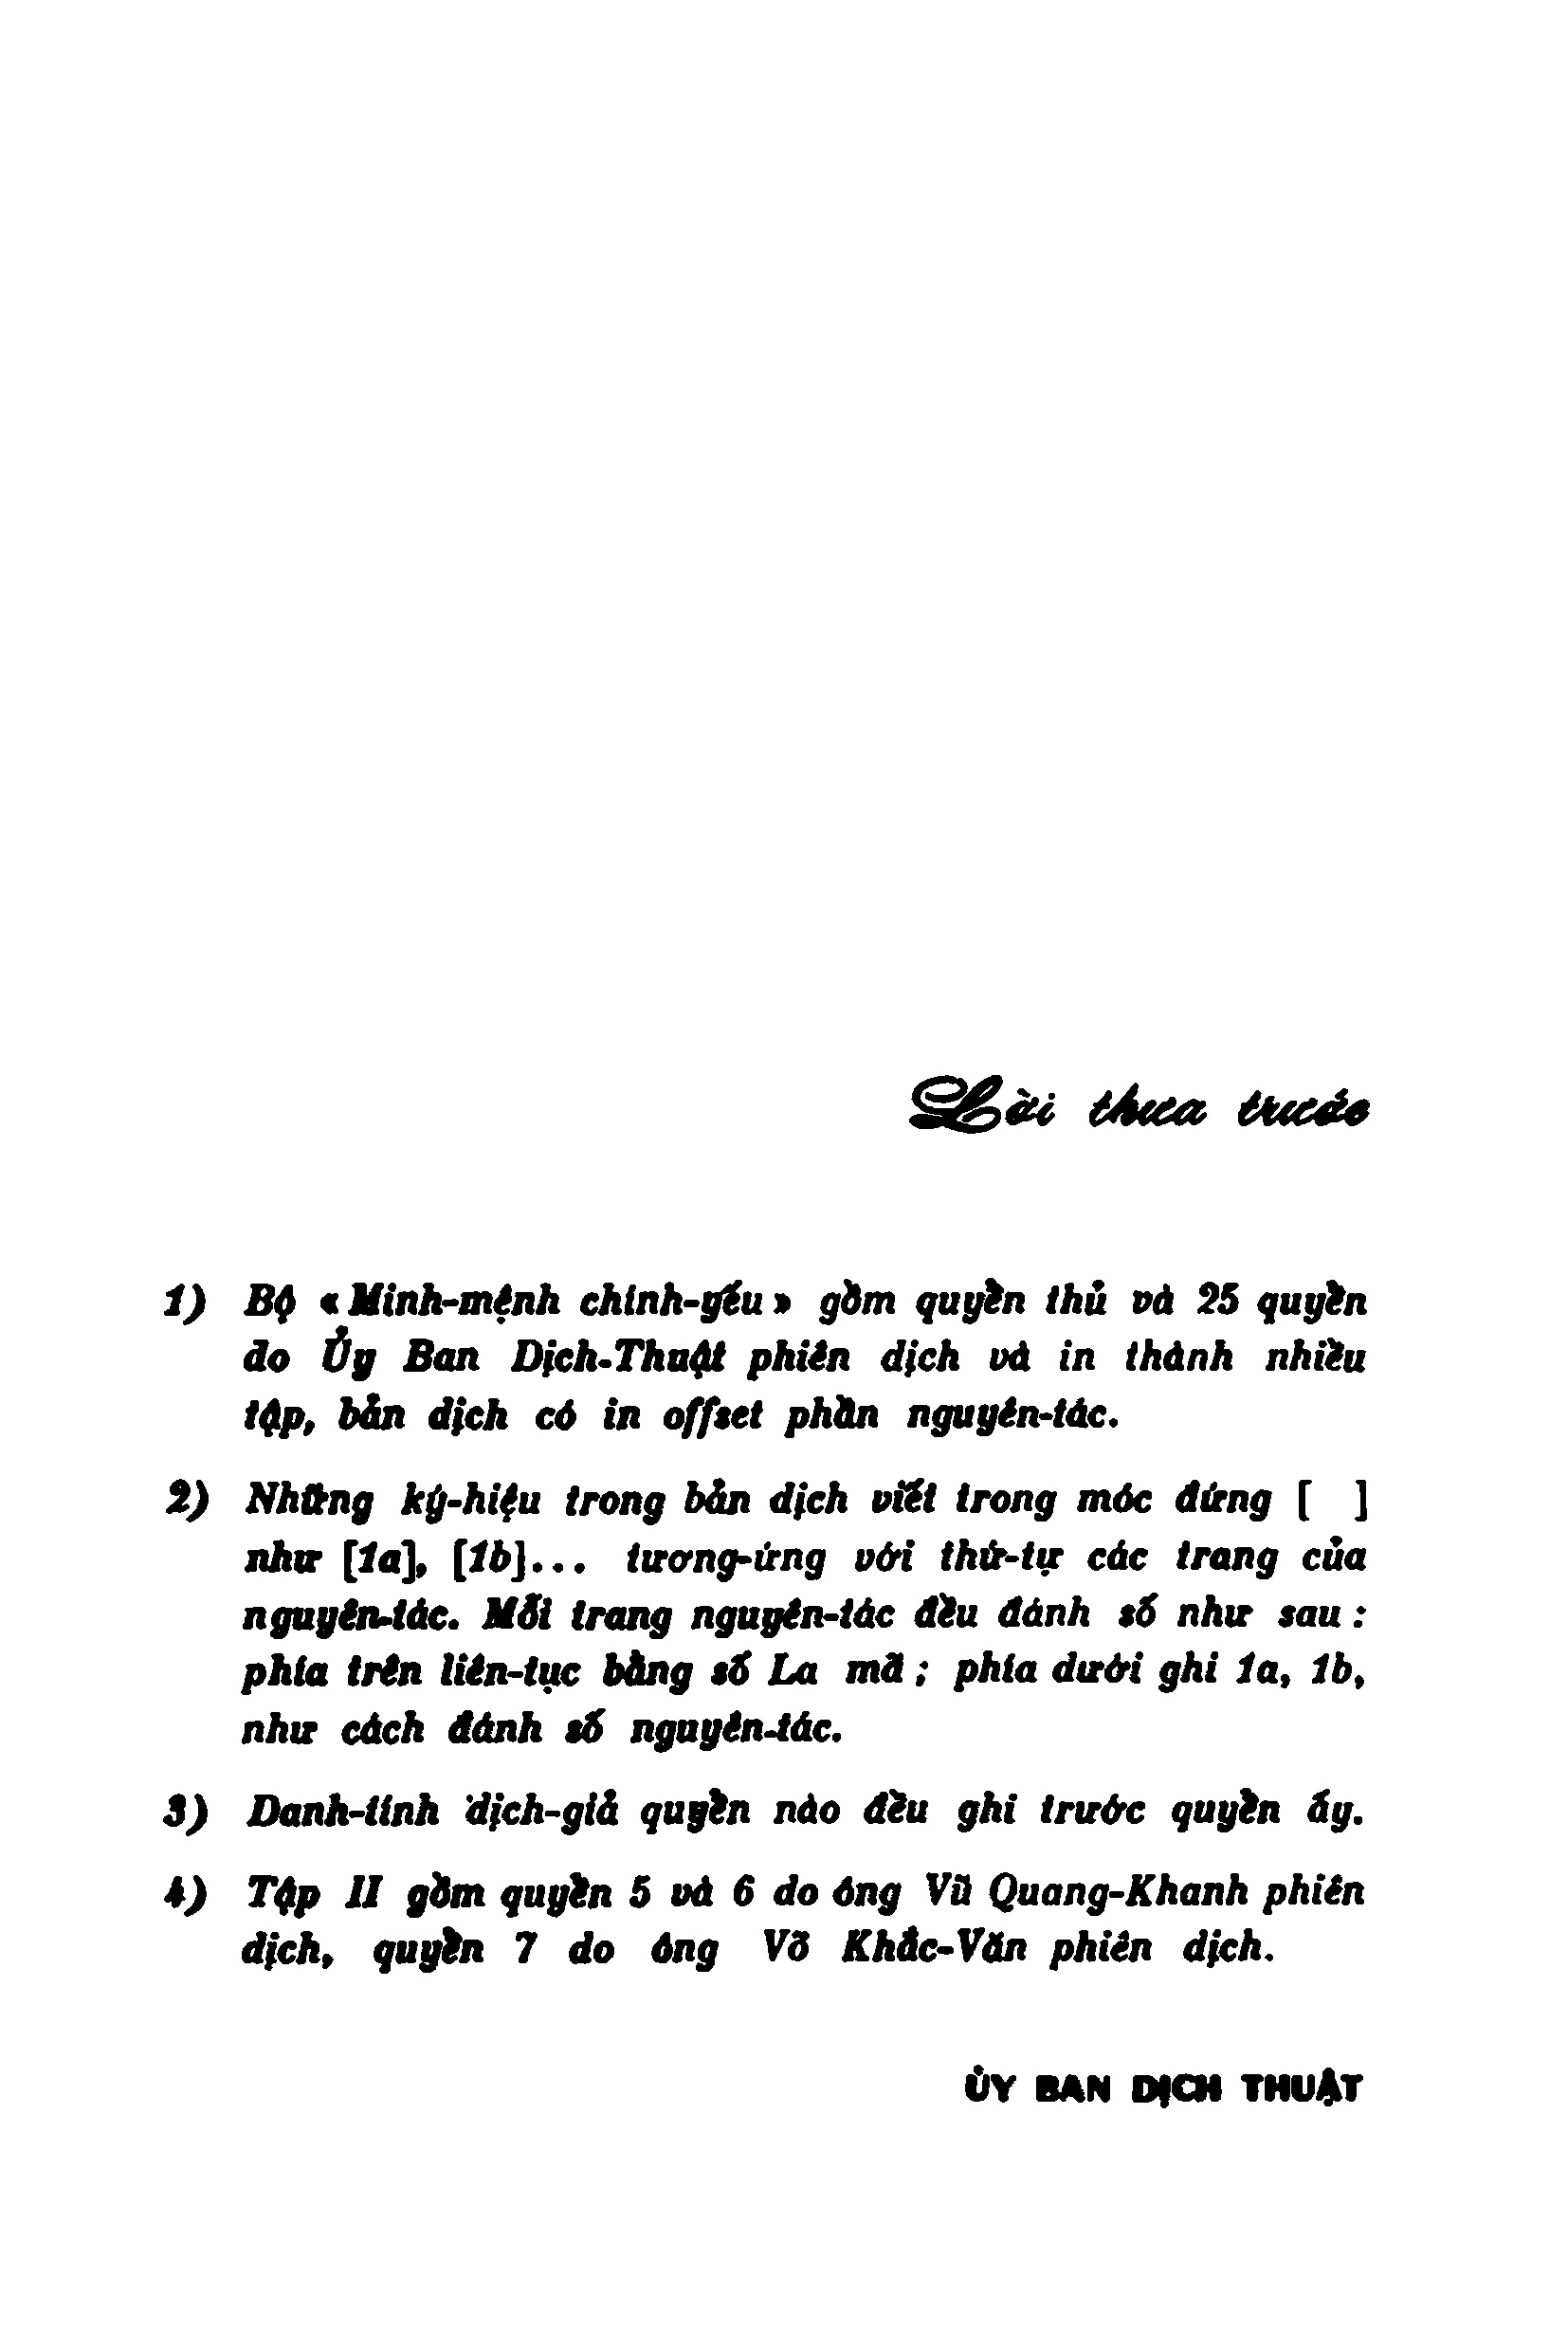 Lời thưa trước
1) Bộ « Minh-mệnh chính-yếu » gồm quyển thủ và 25 quyển
do Ủy Ban Dịch-Thuật phiên dịch và in thành nhiều
tập, bản dịch có in offset phần nguyên-tác.
2) Những ký-hiệu trong bản dịch viết trong móc đứng [ ]
như [1a], [1b]... tương-ứng với thứ-tự các trang của
nguyên-tác. Mỗi trang nguyên-tác đều đánh số như sau :
phía trên liên-tục bằng số La mã ; phía dưới ghi 1a, 1b,
như cách đánh số nguyên-tác.
3) Danh-tính dịch-giả quyển nào đều ghi trước quyển ấy.
4) Tập II gồm quyển 5 và 6 do ông Vũ Quang-Khanh phiên
dịch, quyển 7 do ông Võ Khắc-Văn phiên dịch.
ỦY BAN DỊCH THUẬT